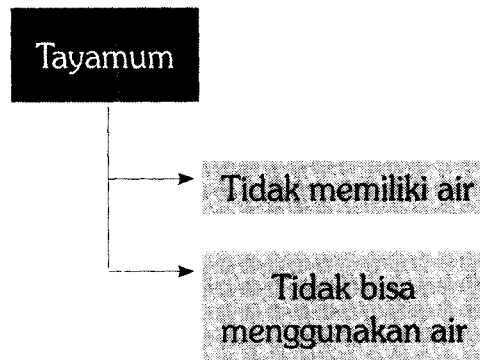 Tayamum
Tidak memiliki air
Tidak bisa
menggunakan air